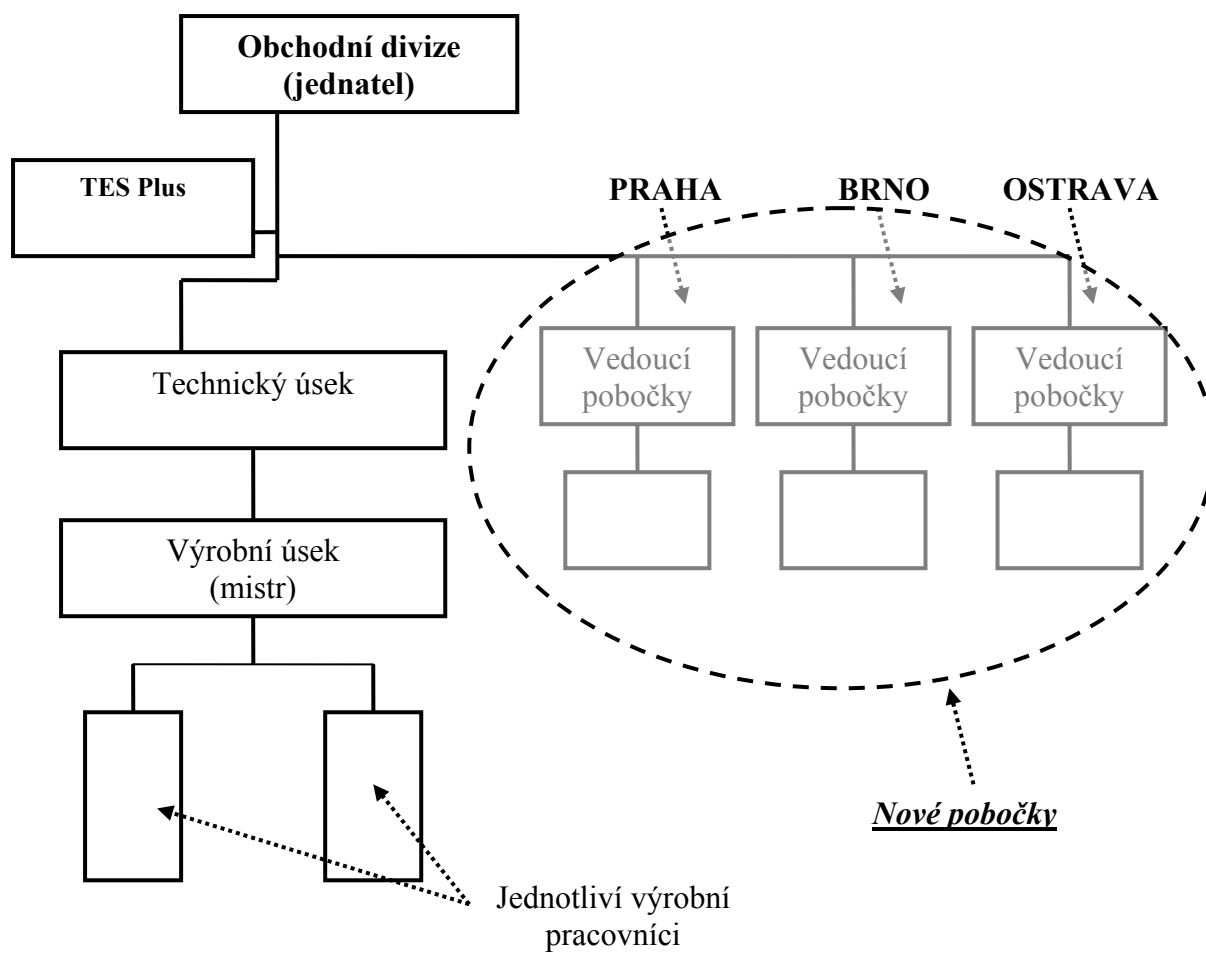 Obchodní divize
(jednatel)
TES Plus
PRAHA
BRNO
OSTRAVA
Vedoucí
pobočky
Vedoucí
pobočky
Vedoucí
pobočky
Technický úsek
Výrobní úsek
(mistr)
Nové pobočky
Jednotliví výrobní
pracovníci